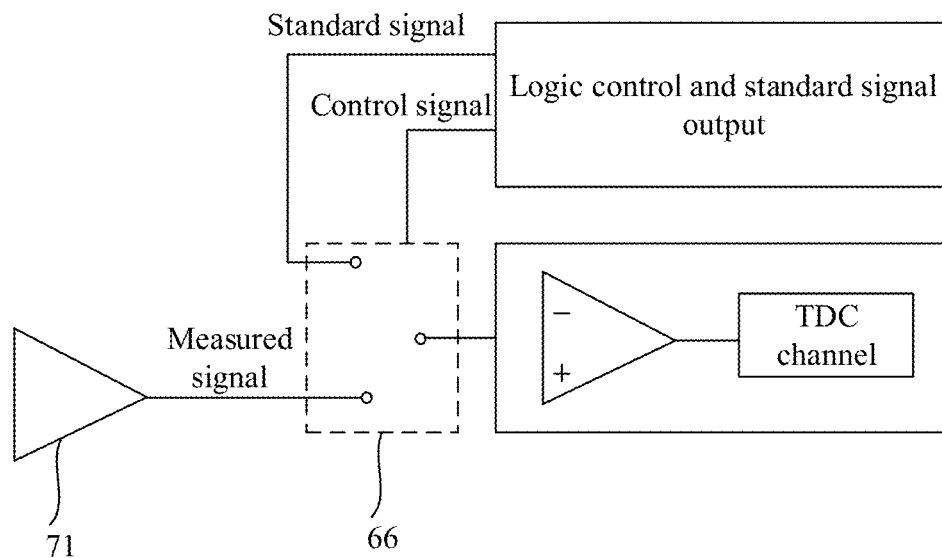 Standard signal
Control signal
Logic control and standard signal
output
Measured
signal
−
+
TDC
channel
71
66